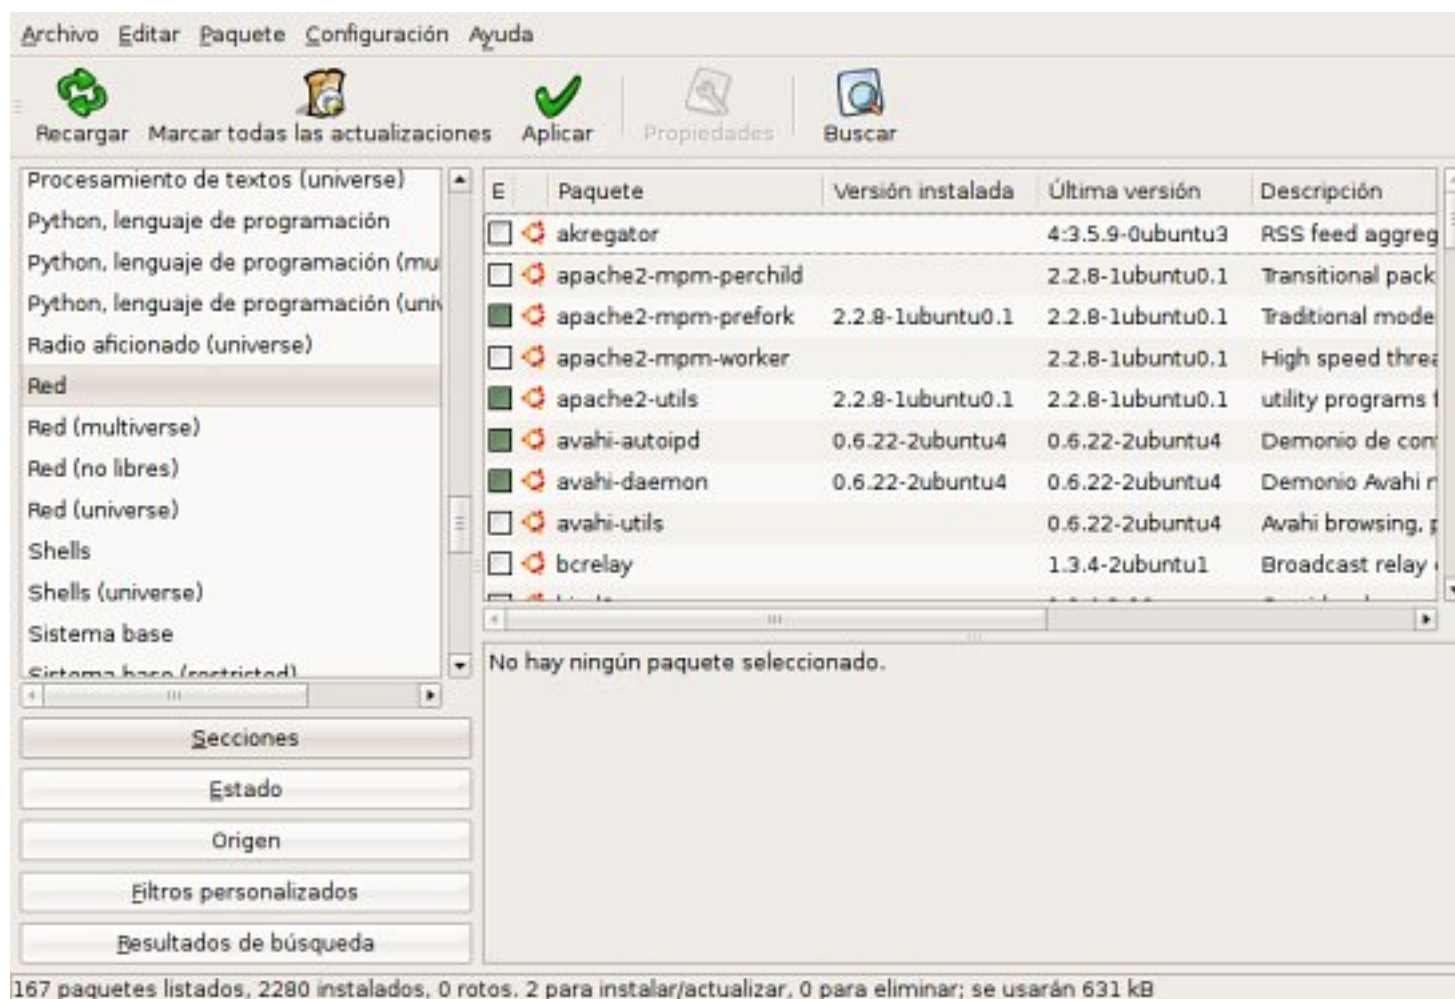 Archivo Editar Paquete Configuración Ayuda
Recargar Marcar todas las actualizaciones Aplicar Propiedades Buscar
Procesamiento de textos (universe)
Python, lenguaje de programación
Python, lenguaje de programación (mu
Python, lenguaje de programación (univ
Radio aficionado (universe)
Red
Red (multiverse)
Red (no libres)
Red (universe)
Shells
Shells (universe)
Sistema base
Sistema base (restricted)
Secciones
Estado
Origen
Filtros personalizados
Resultados de búsqueda
E Paquete Versión instalada Última versión Descripción
akregator 4:3.5.9-0ubuntu3 RSS feed aggreg
apache2-mpm-perchild 2.2.8-1ubuntu0.1 Transitional pack
apache2-mpm-prefork 2.2.8-1ubuntu0.1 2.2.8-1ubuntu0.1 Traditional mode
apache2-mpm-worker 2.2.8-1ubuntu0.1 High speed threa
apache2-utils 2.2.8-1ubuntu0.1 2.2.8-1ubuntu0.1 utility programs f
avahi-autoipd 0.6.22-2ubuntu4 0.6.22-2ubuntu4 Demonio de con
avahi-daemon 0.6.22-2ubuntu4 0.6.22-2ubuntu4 Demonio Avahi
avahi-utils 0.6.22-2ubuntu4 Avahi browsing, p
bcrelay 1.3.4-2ubuntu1 Broadcast relay
No hay ningún paquete seleccionado.
167 paquetes listados, 2280 instalados, 0 rotos. 2 para instalar/actualizar, 0 para eliminar; se usarán 631 kB